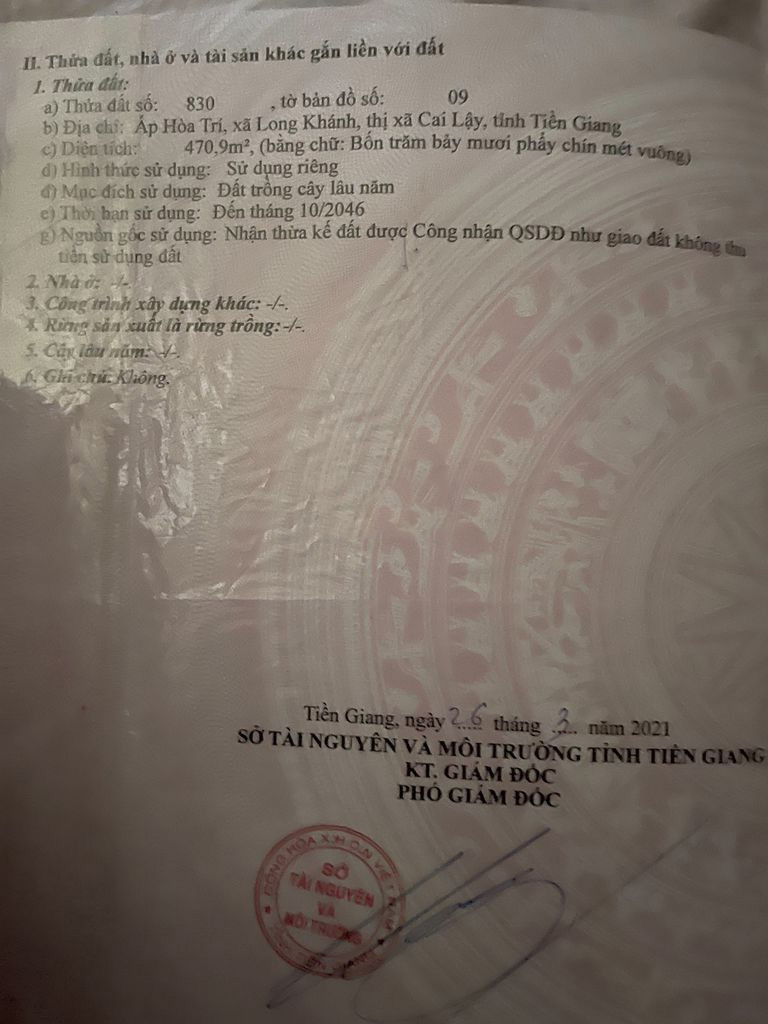 II. Thửa đất, nhà ở và tài sản khác gắn liền với đất
1. Thửa đất:
a) Thửa đất số: 830 , tờ bản đồ số: 09
b) Địa chỉ: Ấp Hòa Trí, xã Long Khánh, thị xã Cai Lậy, tỉnh Tiền Giang
c) Diện tích: 470,9m², (bằng chữ: Bốn trăm bảy mươi phẩy chín mét vuông)
d) Hình thức sử dụng: Sử dụng riêng
đ) Mục đích sử dụng: Đất trồng cây lâu năm
e) Thời hạn sử dụng: Đến tháng 10/2046
g) Nguồn gốc sử dụng: Nhận thừa kế đất được Công nhận QSDĐ như giao đất không thu
tiền sử dụng đất
2. Nhà ở: -/-.
3. Công trình xây dựng khác: -/-.
4. Rừng sản xuất là rừng trồng: -/-.
5. Cây lâu năm: -/-.
6. Ghi chú: Không.
Tiền Giang, ngày 26 tháng 3 năm 2021
SỞ TÀI NGUYÊN VÀ MÔI TRƯỜNG TỈNH TIỀN GIANG
KT. GIÁM ĐỐC
PHÓ GIÁM ĐỐC
CỘNG HÒA X.H.C.N VIỆT NAM
SỞ
TÀI NGUYÊN
VÀ
MÔI TRƯỜNG